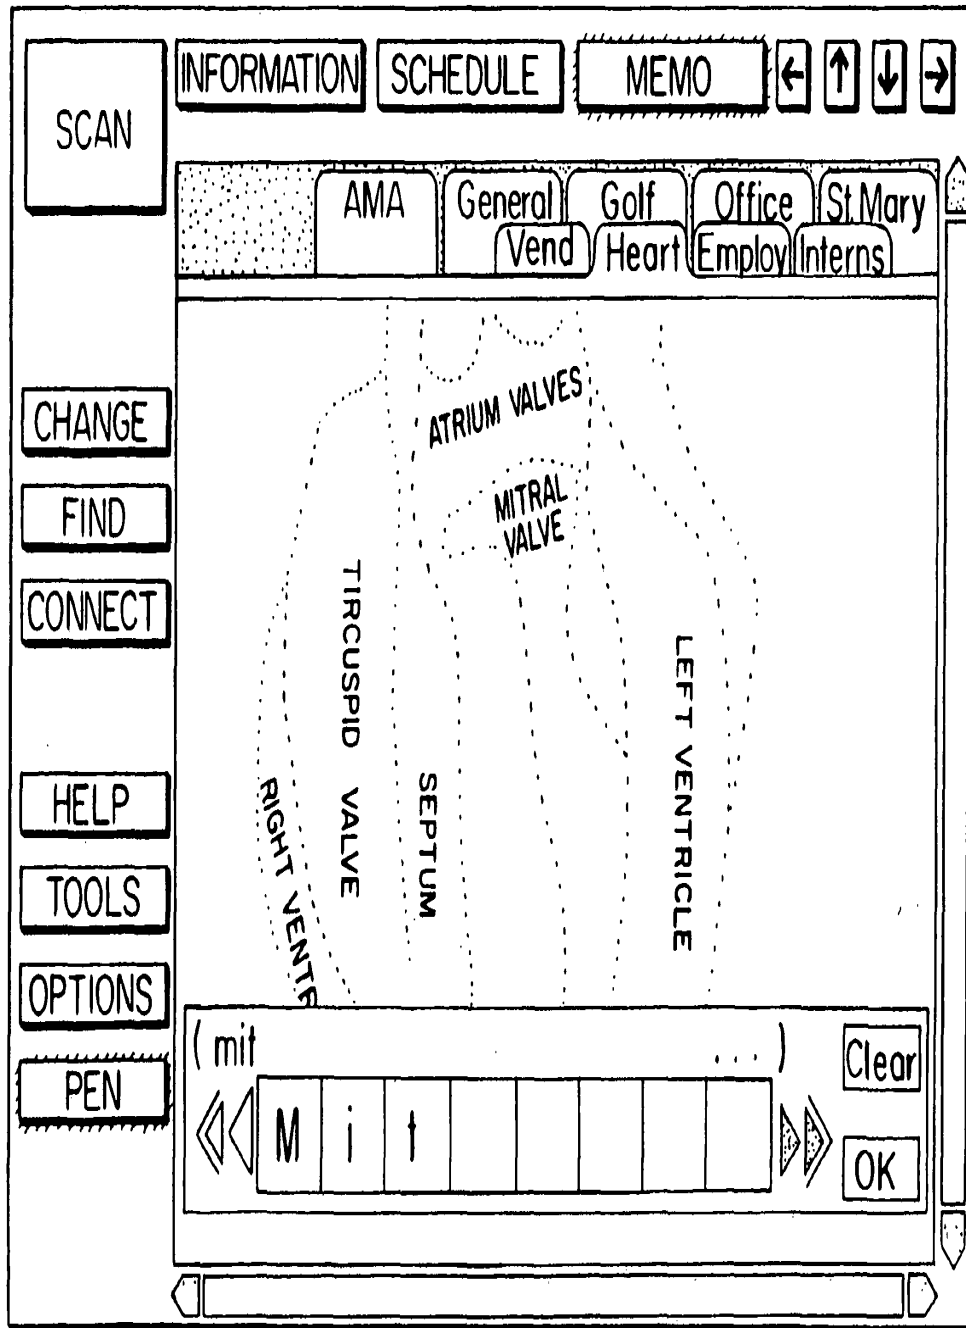 SCAN
INFORMATION SCHEDULE MEMO ← ↑ ↓ →
AMA General Golf Office St.Mary
Vend Heart Employ Interns
CHANGE
FIND
CONNECT
HELP
TOOLS
OPTIONS
PEN
ATRIUM VALVES
MITRAL
VALVE
TIRCUSPID VALVE
SEPTUM
RIGHT VENTR
LEFT VENTRICLE
( mit ... )
M i t
Clear
OK